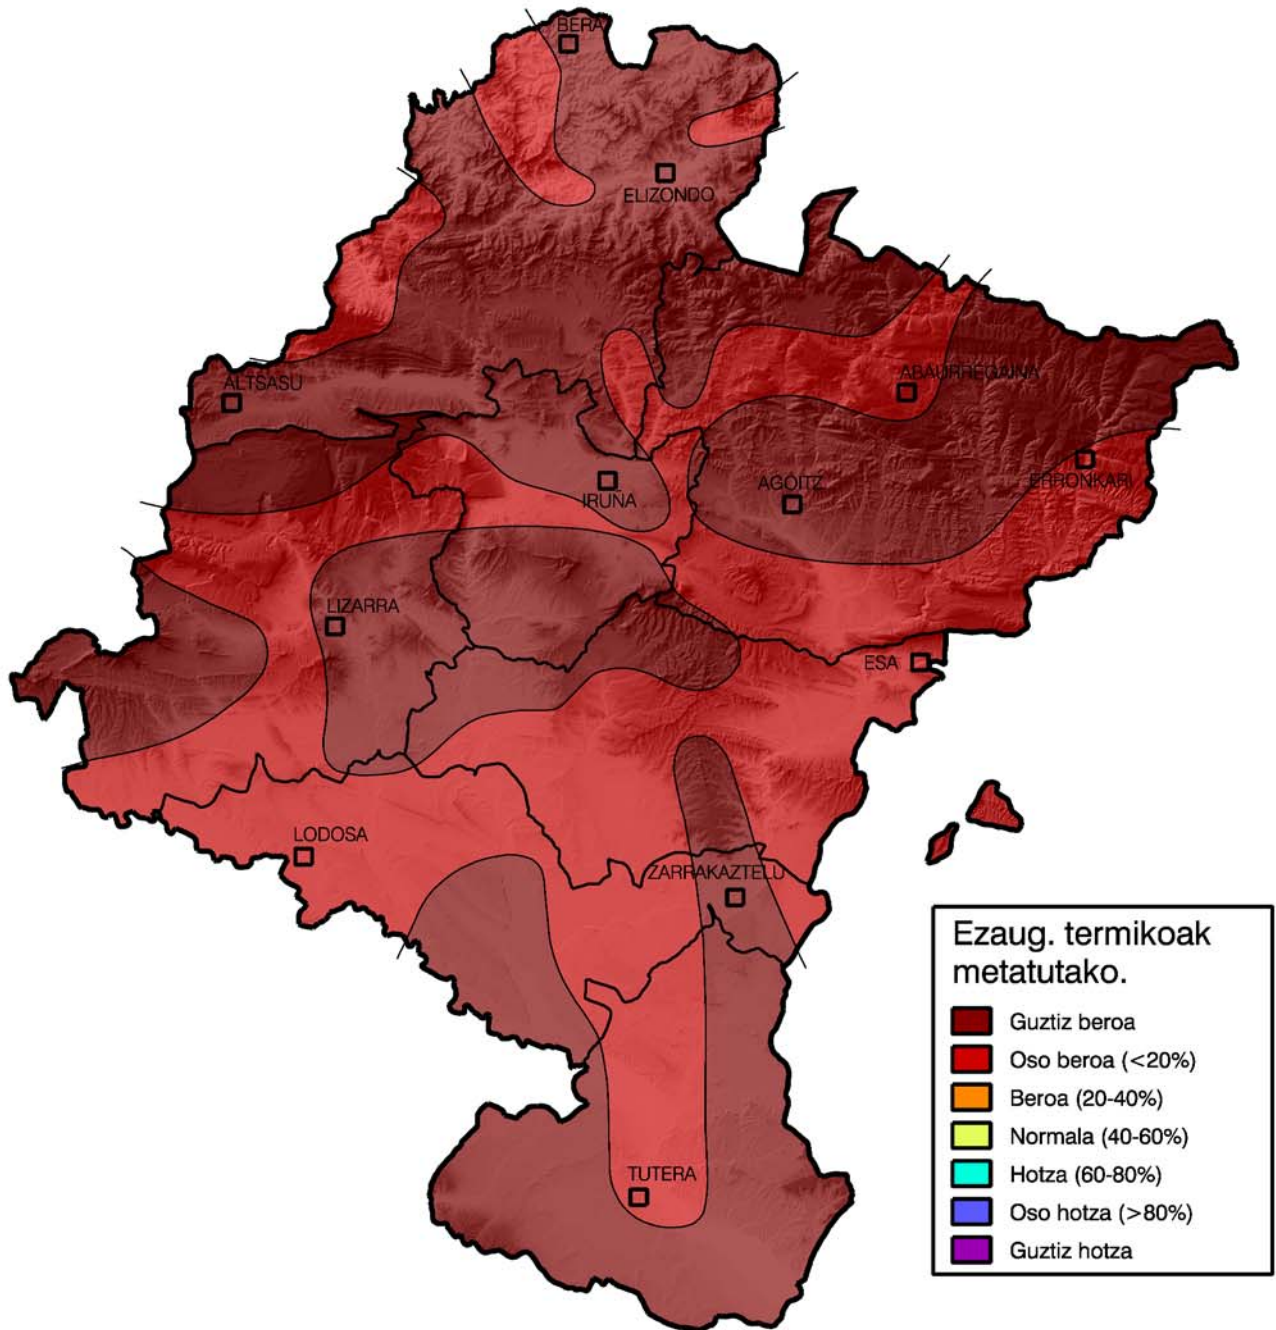 BERA
ELIZONDO
ALTSASU
ABAURREGAINA
IRUÑA
AGOITZ
ERRONKARI
LIZARRA
ESA
LODOSA
ZARRAKAZTELU
TUTERA
Ezaug. termikoak
metatutako.
Guztiz beroa
Oso beroa (<20%)
Beroa (20-40%)
Normala (40-60%)
Hotza (60-80%)
Oso hotza (>80%)
Guztiz hotza